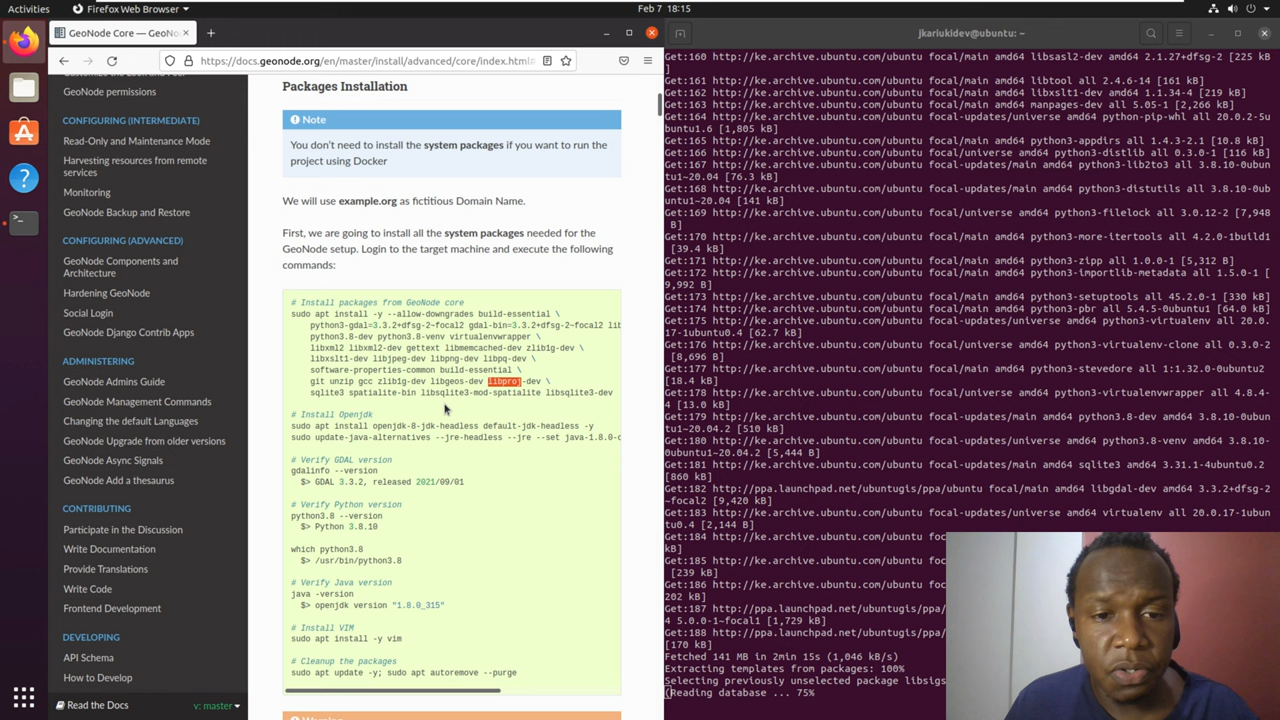 Activities
Firefox Web Browser
Feb 7 18:15
GeoNode Core — GeoNo
https://docs.geonode.org/en/master/install/advanced/core/index.html
GeoNode permissions
CONFIGURING (INTERMEDIATE)
Read-Only and Maintenance Mode
Harvesting resources from remote
services
Monitoring
GeoNode Backup and Restore
CONFIGURING (ADVANCED)
GeoNode Components and
Architecture
Hardening GeoNode
Social Login
GeoNode Django Contrib Apps
ADMINISTERING
GeoNode Admins Guide
GeoNode Management Commands
Changing the default Languages
GeoNode Upgrade from older versions
GeoNode Async Signals
GeoNode Add a thesaurus
CONTRIBUTING
Participate in the Discussion
Write Documentation
Provide Translations
Write Code
Frontend Development
DEVELOPING
API Schema
How to Develop
Read the Docs
v: master
Packages Installation
Note
You don't need to install the system packages if you want to run the
project using Docker
We will use example.org as fictitious Domain Name.
First, we are going to install all the system packages needed for the
GeoNode setup. Login to the target machine and execute the following
commands:
# Install packages from GeoNode core
sudo apt install -y --allow-downgrades build-essential \
python3-gdal=3.3.2+dfsg-2~focal2 gdal-bin=3.3.2+dfsg-2~focal2 lib
python3.8-dev python3.8-venv virtualenvwrapper \
libxml2 libxml2-dev gettext libmemcached-dev zlib1g-dev \
libxslt1-dev libjpeg-dev libpng-dev libpq-dev \
software-properties-common build-essential \
git unzip gcc zlib1g-dev libgeos-dev libproj-dev \
sqlite3 spatialite-bin libsqlite3-mod-spatialite libsqlite3-dev
# Install Openjdk
sudo apt install openjdk-8-jdk-headless default-jdk-headless -y
sudo update-java-alternatives --jre-headless --jre --set java-1.8.0-o
# Verify GDAL version
gdalinfo --version
$> GDAL 3.3.2, released 2021/09/01
# Verify Python version
python3.8 --version
$> Python 3.8.10
which python3.8
$> /usr/bin/python3.8
# Verify Java version
java -version
$> openjdk version "1.8.0_315"
# Install VIM
sudo apt install -y vim
# Cleanup the packages
sudo apt update -y; sudo apt autoremove --purge
jkariukidev@ubuntu: ~
Get:160 http://ke.archive.ubuntu.com/ubuntu focal/main amd64 libsasl2-dev amd64 2.1.27+dfsg-2 [225 kB
]
Get:161 http://ke.archive.ubuntu.com/ubuntu focal/main amd64 libtool all 2.4.6-14 [161 kB]
Get:162 http://ke.archive.ubuntu.com/ubuntu focal/main amd64 libxslt1-dev amd64 1.1.34-4 [219 kB]
Get:163 http://ke.archive.ubuntu.com/ubuntu focal/main amd64 manpages-dev all 5.05-1 [2,266 kB]
Get:164 http://ke.archive.ubuntu.com/ubuntu focal-updates/universe amd64 python-pip-whl all 20.0.2-5u
buntu1.6 [1,805 kB]
Get:165 http://ke.archive.ubuntu.com/ubuntu focal/main amd64 python3-appdirs all 1.4.3-2.1 [10.8 kB]
Get:166 http://ke.archive.ubuntu.com/ubuntu focal/universe amd64 python3-distlib all 0.3.0-1 [116 kB]
Get:167 http://ke.archive.ubuntu.com/ubuntu focal-updates/main amd64 python3-lib2to3 all 3.8.10-0ubun
tu1~20.04 [76.3 kB]
Get:168 http://ke.archive.ubuntu.com/ubuntu focal-updates/main amd64 python3-distutils all 3.8.10-0ub
untu1~20.04 [141 kB]
Get:169 http://ke.archive.ubuntu.com/ubuntu focal/universe amd64 python3-filelock all 3.0.12-2 [7,948
B]
Get:170 http://ke.archive.ubuntu.com/ubuntu focal/main amd64 python3-more-itertools all 4.2.0-1build1
[39.4 kB]
Get:171 http://ke.archive.ubuntu.com/ubuntu focal/main amd64 python3-zipp all 1.0.0-1 [5,312 B]
Get:172 http://ke.archive.ubuntu.com/ubuntu focal/main amd64 python3-importlib-metadata all 1.5.0-1 [
9,992 B]
Get:173 http://ke.archive.ubuntu.com/ubuntu focal/main amd64 python3-setuptools all 45.2.0-1 [330 kB]
Get:174 http://ke.archive.ubuntu.com/ubuntu focal/main amd64 python3-pbr all 5.4.5-0ubuntu1 [64.0 kB]
Get:175 http://ke.archive.ubuntu.com/ubuntu focal-updates/universe amd64 python3-virtualenv all 20.0.
17-1ubuntu0.4 [62.7 kB]
Get:176 http://ke.archive.ubuntu.com/ubuntu focal/universe amd64 python3-virtualenv-clone all 0.3.0-2
[8,696 B]
Get:177 http://ke.archive.ubuntu.com/ubuntu focal/main amd64 python3-stevedore all 1:1.32.0-0ubuntu2
[18.4 kB]
Get:178 http://ke.archive.ubuntu.com/ubuntu focal/universe amd64 virtualenvwrapper all 4.8.4-
4 [13.0 kB]
Get:179 http://ke.archive.ubuntu.com/ubuntu focal-updates/main amd64 python3.8-dev amd64 3.8.10-0ubun
tu1~20.04.2 [510 kB]
Get:180 http://ke.archive.ubuntu.com/ubuntu focal-updates/universe amd64 python3.8-venv amd64 3.8.10-
0ubuntu1~20.04.2 [5,444 B]
Get:181 http://ke.archive.ubuntu.com/ubuntu focal-updates/main amd64 sqlite3 amd64 3.31.1-4ubuntu0.2
[860 kB]
Get:182 http://ppa.launchpad.net/ubuntugis/ppa/ubuntu focal/main amd64 libgdal-dev amd64 3.3.2+dfsg-2
~focal2 [9,420 kB]
Get:183 http://ke.archive.ubuntu.com/ubuntu focal-updates/universe amd64 virtualenv all 20.0.17-1ubun
tu0.4 [2,144 B]
Get:184 http://ppa.launchpad.net/ubuntugis/ppa/
kB]
Get:185 http://ppa.launchpad.net/ubuntugis/ppa/
[239 kB]
Get:186 http://ppa.launchpad.net/ubuntugis/ppa/
202 kB]
Get:187 http://ppa.launchpad.net/ubuntugis/ppa/
4 5.0.0-1~focal1 [1,729 kB]
Get:188 http://ppa.launchpad.net/ubuntugis/ppa/
[170 kB]
Fetched 141 MB in 2min 15s (1,046 kB/s)
Extracting templates from packages: 100%
Selecting previously unselected package libsigs
(Reading database ... 75%